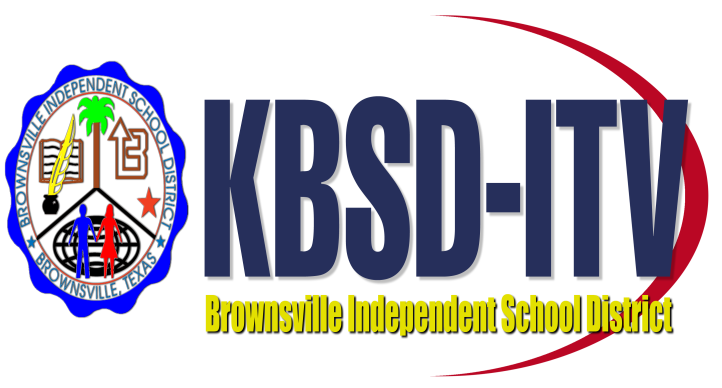 BROWNSVILLE INDEPENDENT SCHOOL DISTRICT
BROWNSVILLE, TEXAS
KBSD-ITV
Brownsville Independent School District